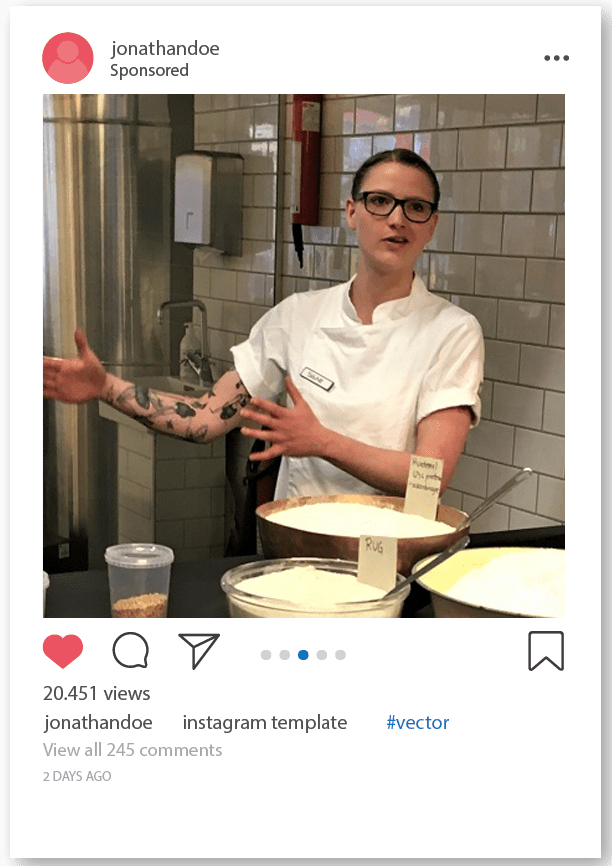 jonathandoe
Sponsored
RUG
20.451 views
jonathandoe instagram template #vector
View all 245 comments
2 DAYS AGO